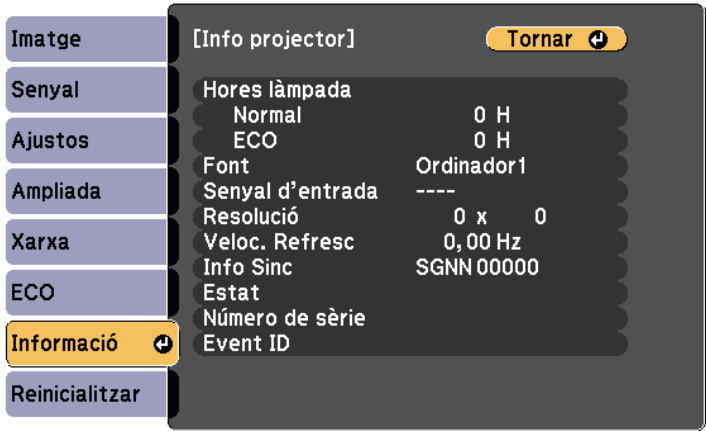 Imatge
Senyal
Ajustos
Ampliada
Xarxa
ECO
Informació
Reinicialitzar
[Info projector] Tornar
Hores làmpada
Normal 0 H
ECO 0 H
Font Ordinador1
Senyal d'entrada ----
Resolució 0 x 0
Veloc. Refresc 0,00 Hz
Info Sinc SGNN 00000
Estat
Número de sèrie
Event ID